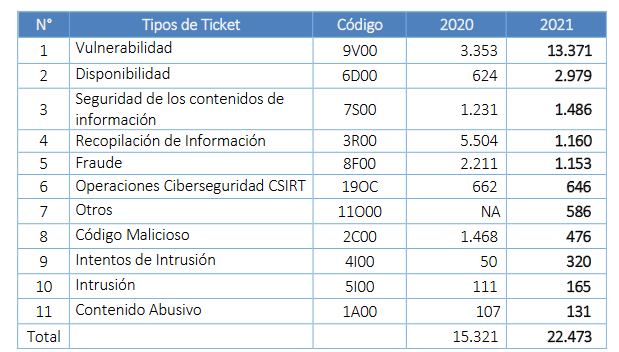 N° Tipos de Ticket Código 2020 2021
1 Vulnerabilidad 9V00 3.353 13.371
2 Disponibilidad 6D00 624 2.979
3 Seguridad de los contenidos de
información 7S00 1.231 1.486
4 Recopilación de Información 3R00 5.504 1.160
5 Fraude 8F00 2.211 1.153
6 Operaciones Ciberseguridad CSIRT 19OC 662 646
7 Otros 11O00 NA 586
8 Código Malicioso 2C00 1.468 476
9 Intentos de Intrusión 4I00 50 320
10 Intrusión 5I00 111 165
11 Contenido Abusivo 1A00 107 131
Total 15.321 22.473